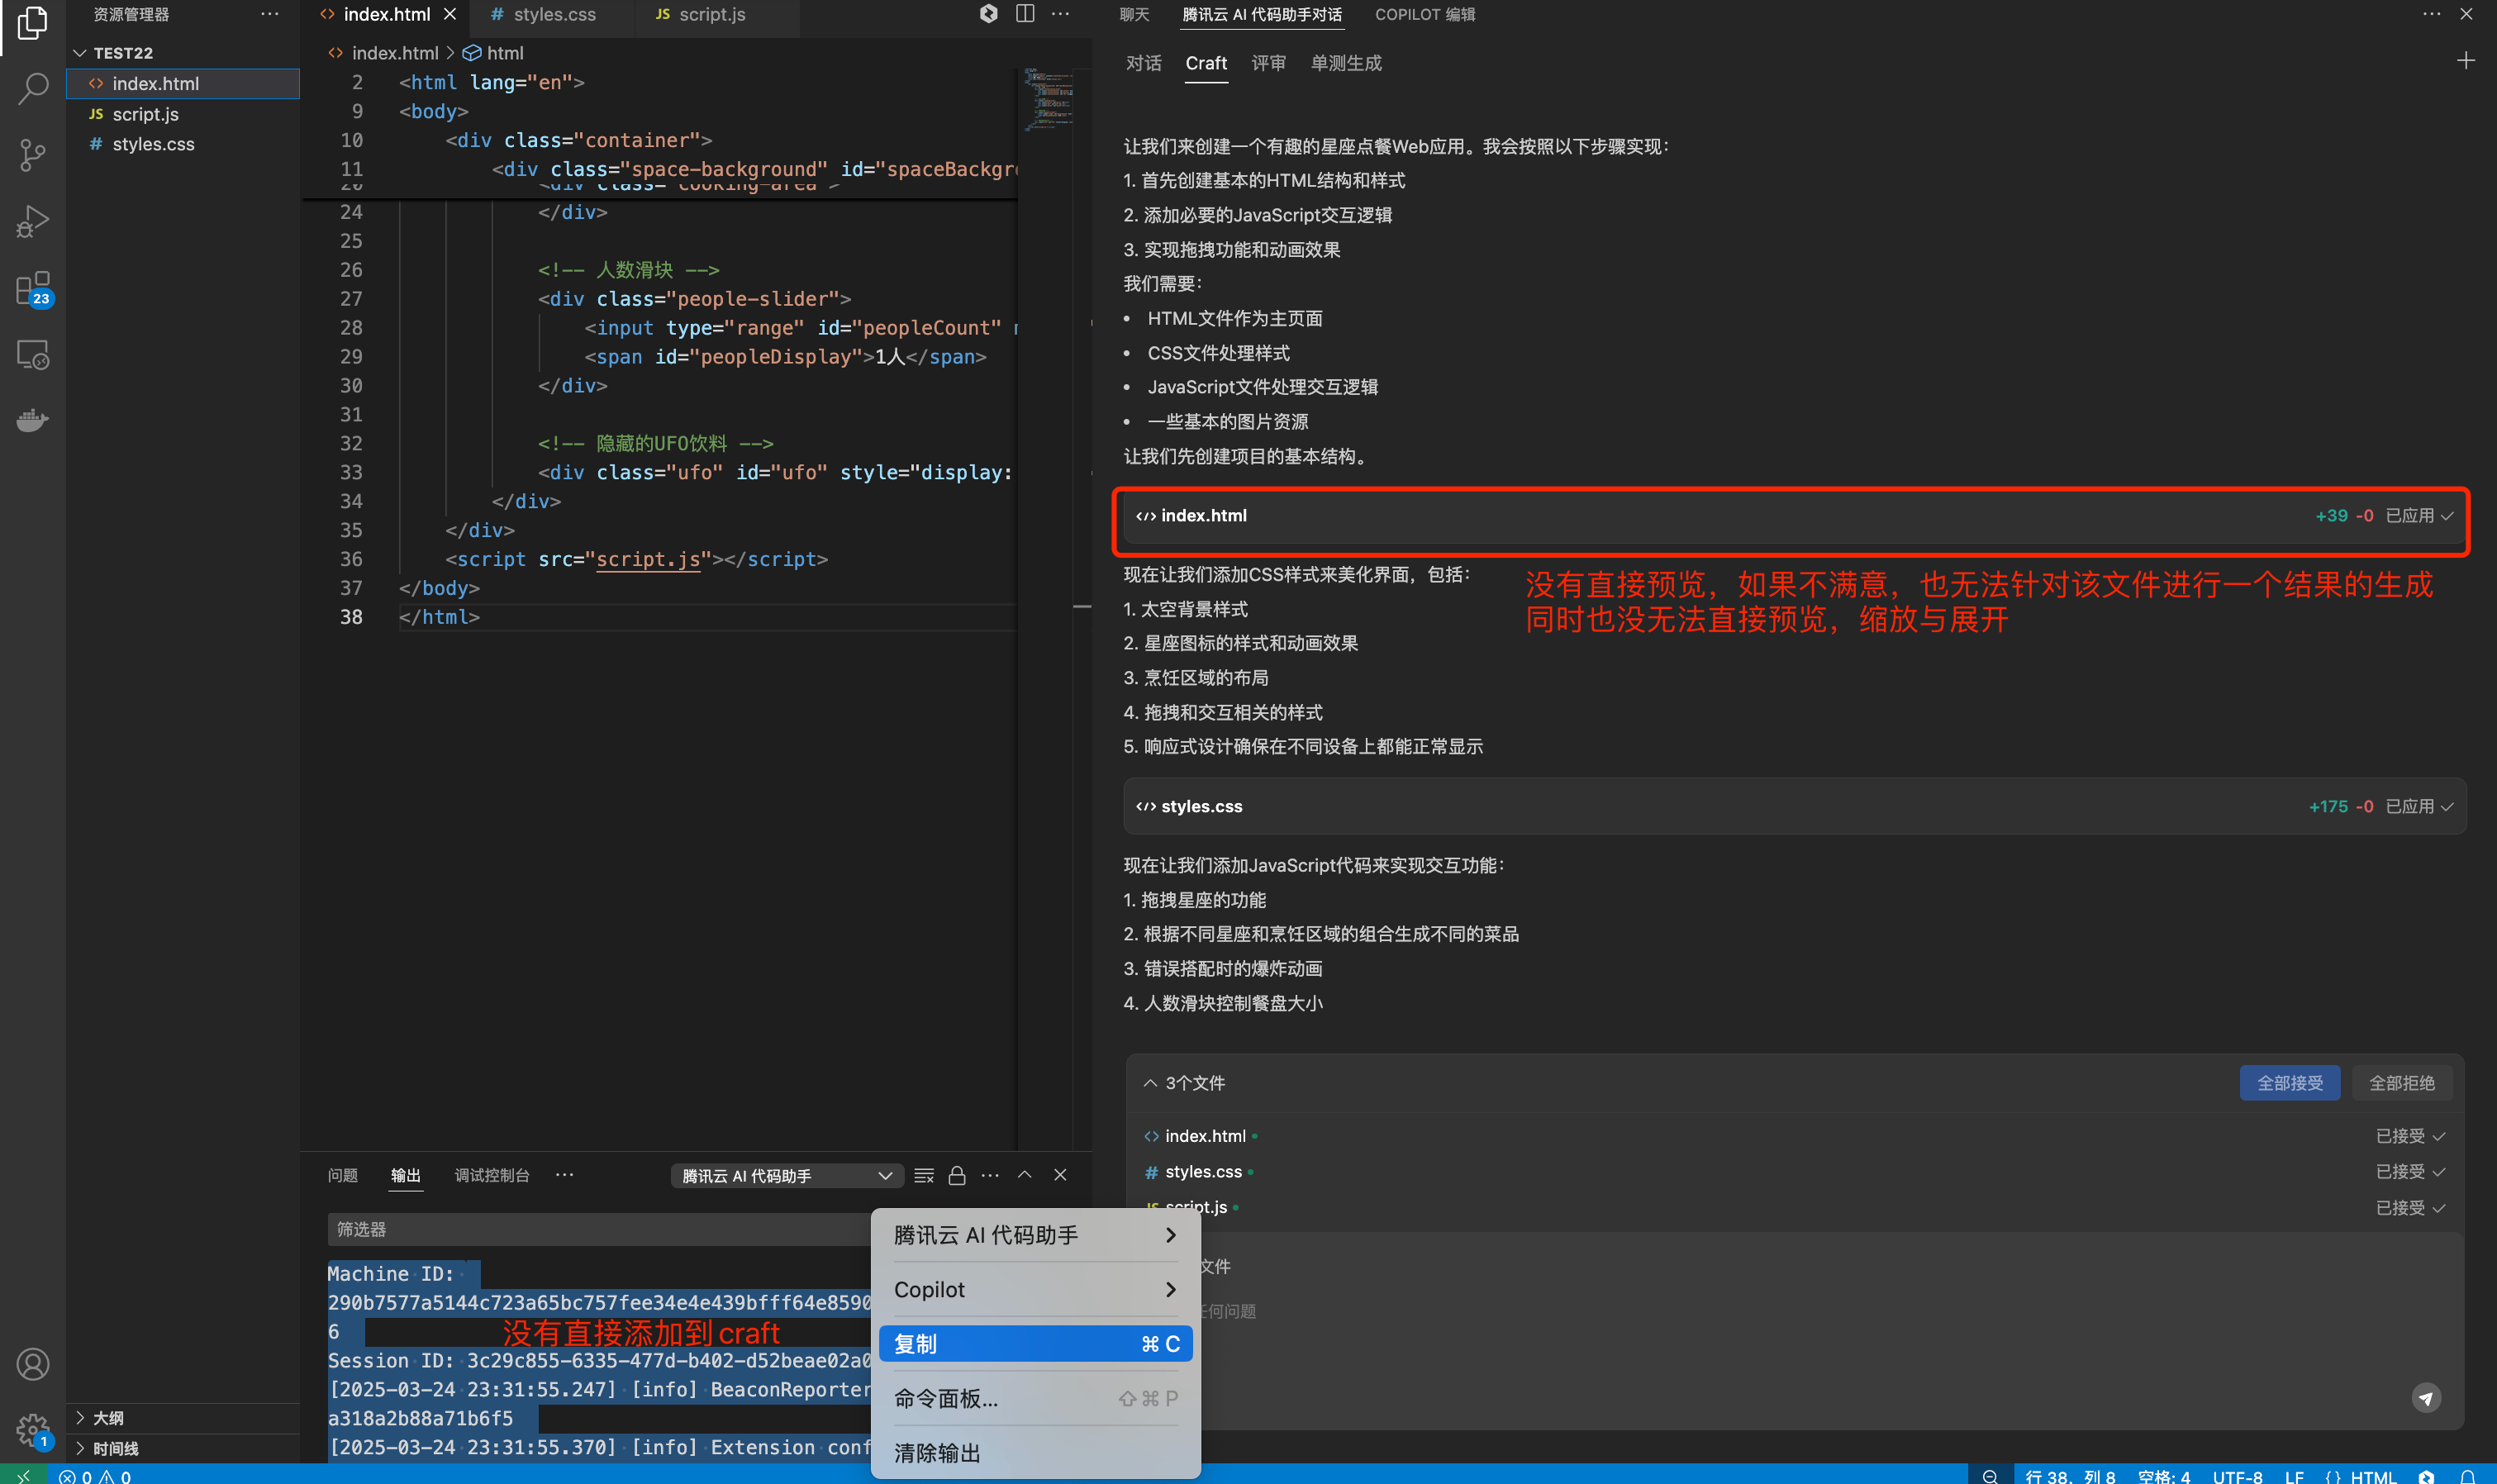 资源管理器
TEST22
index.html
script.js
styles.css
23
大纲
时间线
1
index.html
styles.css
script.js
index.html > html
2 <html lang="en">
9 <body>
10 <div class="container">
11 <div class="space-background" id="spaceBackgr
24 </div>
25
26 <!-- 人数滑块 -->
27 <div class="people-slider">
28 <input type="range" id="peopleCount"
29 <span id="peopleDisplay">1人</span>
30 </div>
31
32 <!-- 隐藏的UFO饮料 -->
33 <div class="ufo" id="ufo" style="display:
34 </div>
35 </div>
36 <script src="script.js"></script>
37 </body>
38 </html>
问题 输出 调试控制台
腾讯云 AI 代码助手
筛选器
Machine ID:
290b7577a5144c723a65bc757fee34e4e439bfff64e8590
6
没有直接添加到 craft
Session ID: 3c29c855-6335-477d-b402-d52beae02a0
[2025-03-24 23:31:55.247] [info] BeaconReporter
a318a2b88a71b6f5
[2025-03-24 23:31:55.370] [info] Extension conf
腾讯云 AI 代码助手
Copilot
复制 ⌘ C
命令面板... ⇧ ⌘ P
清除输出
聊天 腾讯云 AI 代码助手对话 COPILOT 编辑
对话 Craft 评审 单测生成
让我们来创建一个有趣的星座点餐Web应用。我会按照以下步骤实现：
1. 首先创建基本的HTML结构和样式
2. 添加必要的JavaScript交互逻辑
3. 实现拖拽功能和动画效果
我们需要：
• HTML文件作为主页面
• CSS文件处理样式
• JavaScript文件处理交互逻辑
• 一些基本的图片资源
让我们先创建项目的基本结构。
index.html +39 -0 已应用
现在让我们添加CSS样式来美化界面，包括：
没有直接预览，如果不满意，也无法针对该文件进行一个结果的生成
同时也没无法直接预览，缩放与展开
1. 太空背景样式
2. 星座图标的样式和动画效果
3. 烹饪区域的布局
4. 拖拽和交互相关的样式
5. 响应式设计确保在不同设备上都能正常显示
styles.css +175 -0 已应用
现在让我们添加JavaScript代码来实现交互功能：
1. 拖拽星座的功能
2. 根据不同星座和烹饪区域的组合生成不同的菜品
3. 错误搭配时的爆炸动画
4. 人数滑块控制餐盘大小
3个文件 全部接受 全部拒绝
index.html 已接受
styles.css 已接受
script.js 已接受
文件
任何问题
0 0 行 38，列 8 空格: 4 UTF-8 LF {} HTML